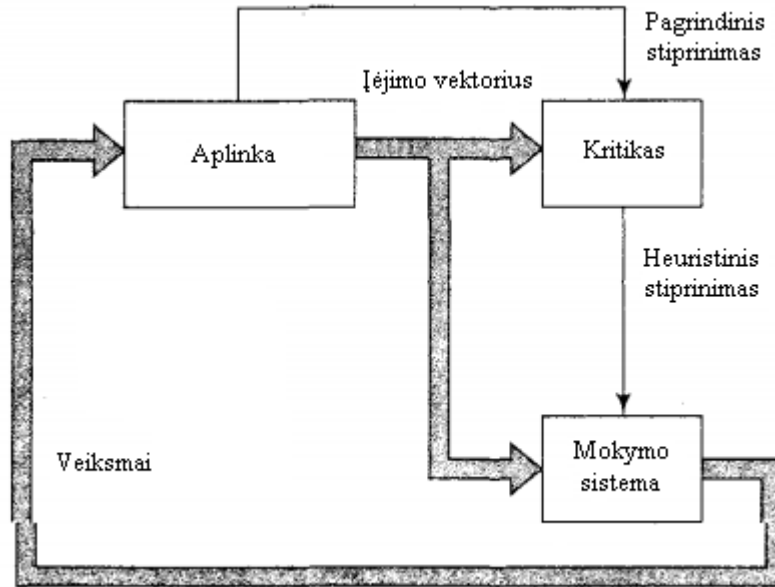 Pagrindinis
stiprinimas
Įėjimo vektorius
Aplinka
Kritikas
Heuristinis
stiprinimas
Veiksmai
Mokymo
sistema